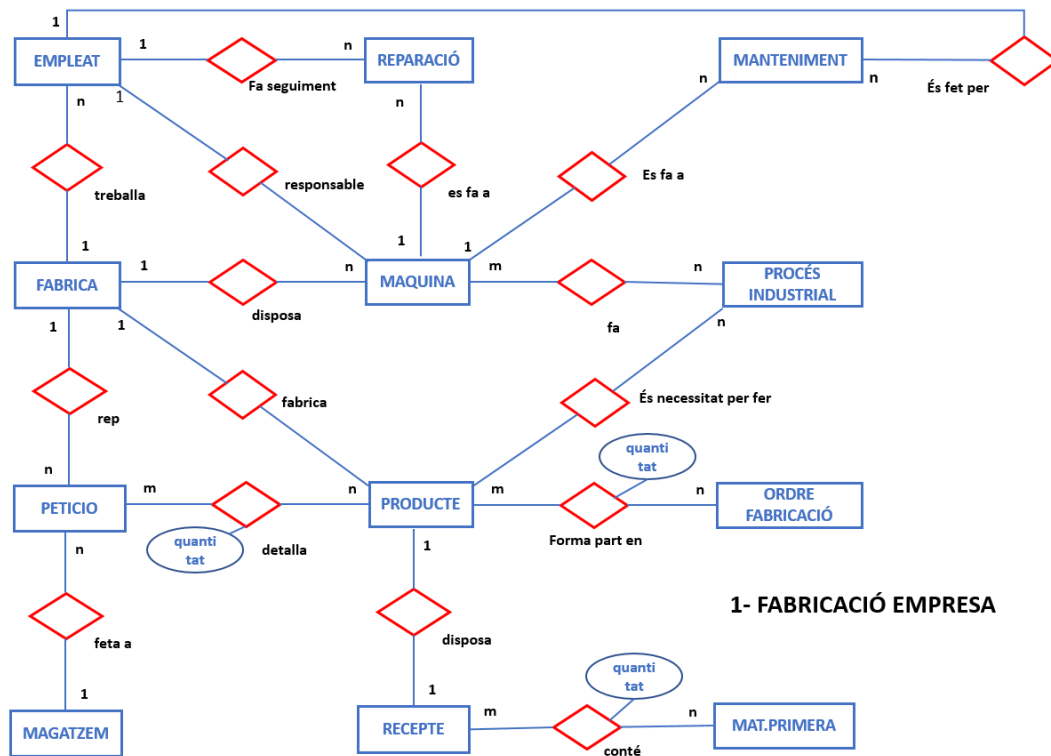 1
EMPLEAT
1
n
REPARACIÓ
MANTENIMENT
n
És fet per
Fa seguiment
n
1
n
n
treballa
responsable
es fa a
Es fa a
1
1
1
FABRICA
1
n
MAQUINA
m
n
PROCÉS
INDUSTRIAL
disposa
fa
1
1
n
rep
fabrica
És necessitat per fer
quanti
tat
n
m
n
m
n
PETICIO
PRODUCTE
ORDRE
FABRICACIÓ
quanti
tat
detalla
Forma part en
n
1
1- FABRICACIÓ EMPRESA
feta a
disposa
quanti
tat
1
1
m
n
MAGATZEM
RECEPTE
MAT.PRIMERA
conté